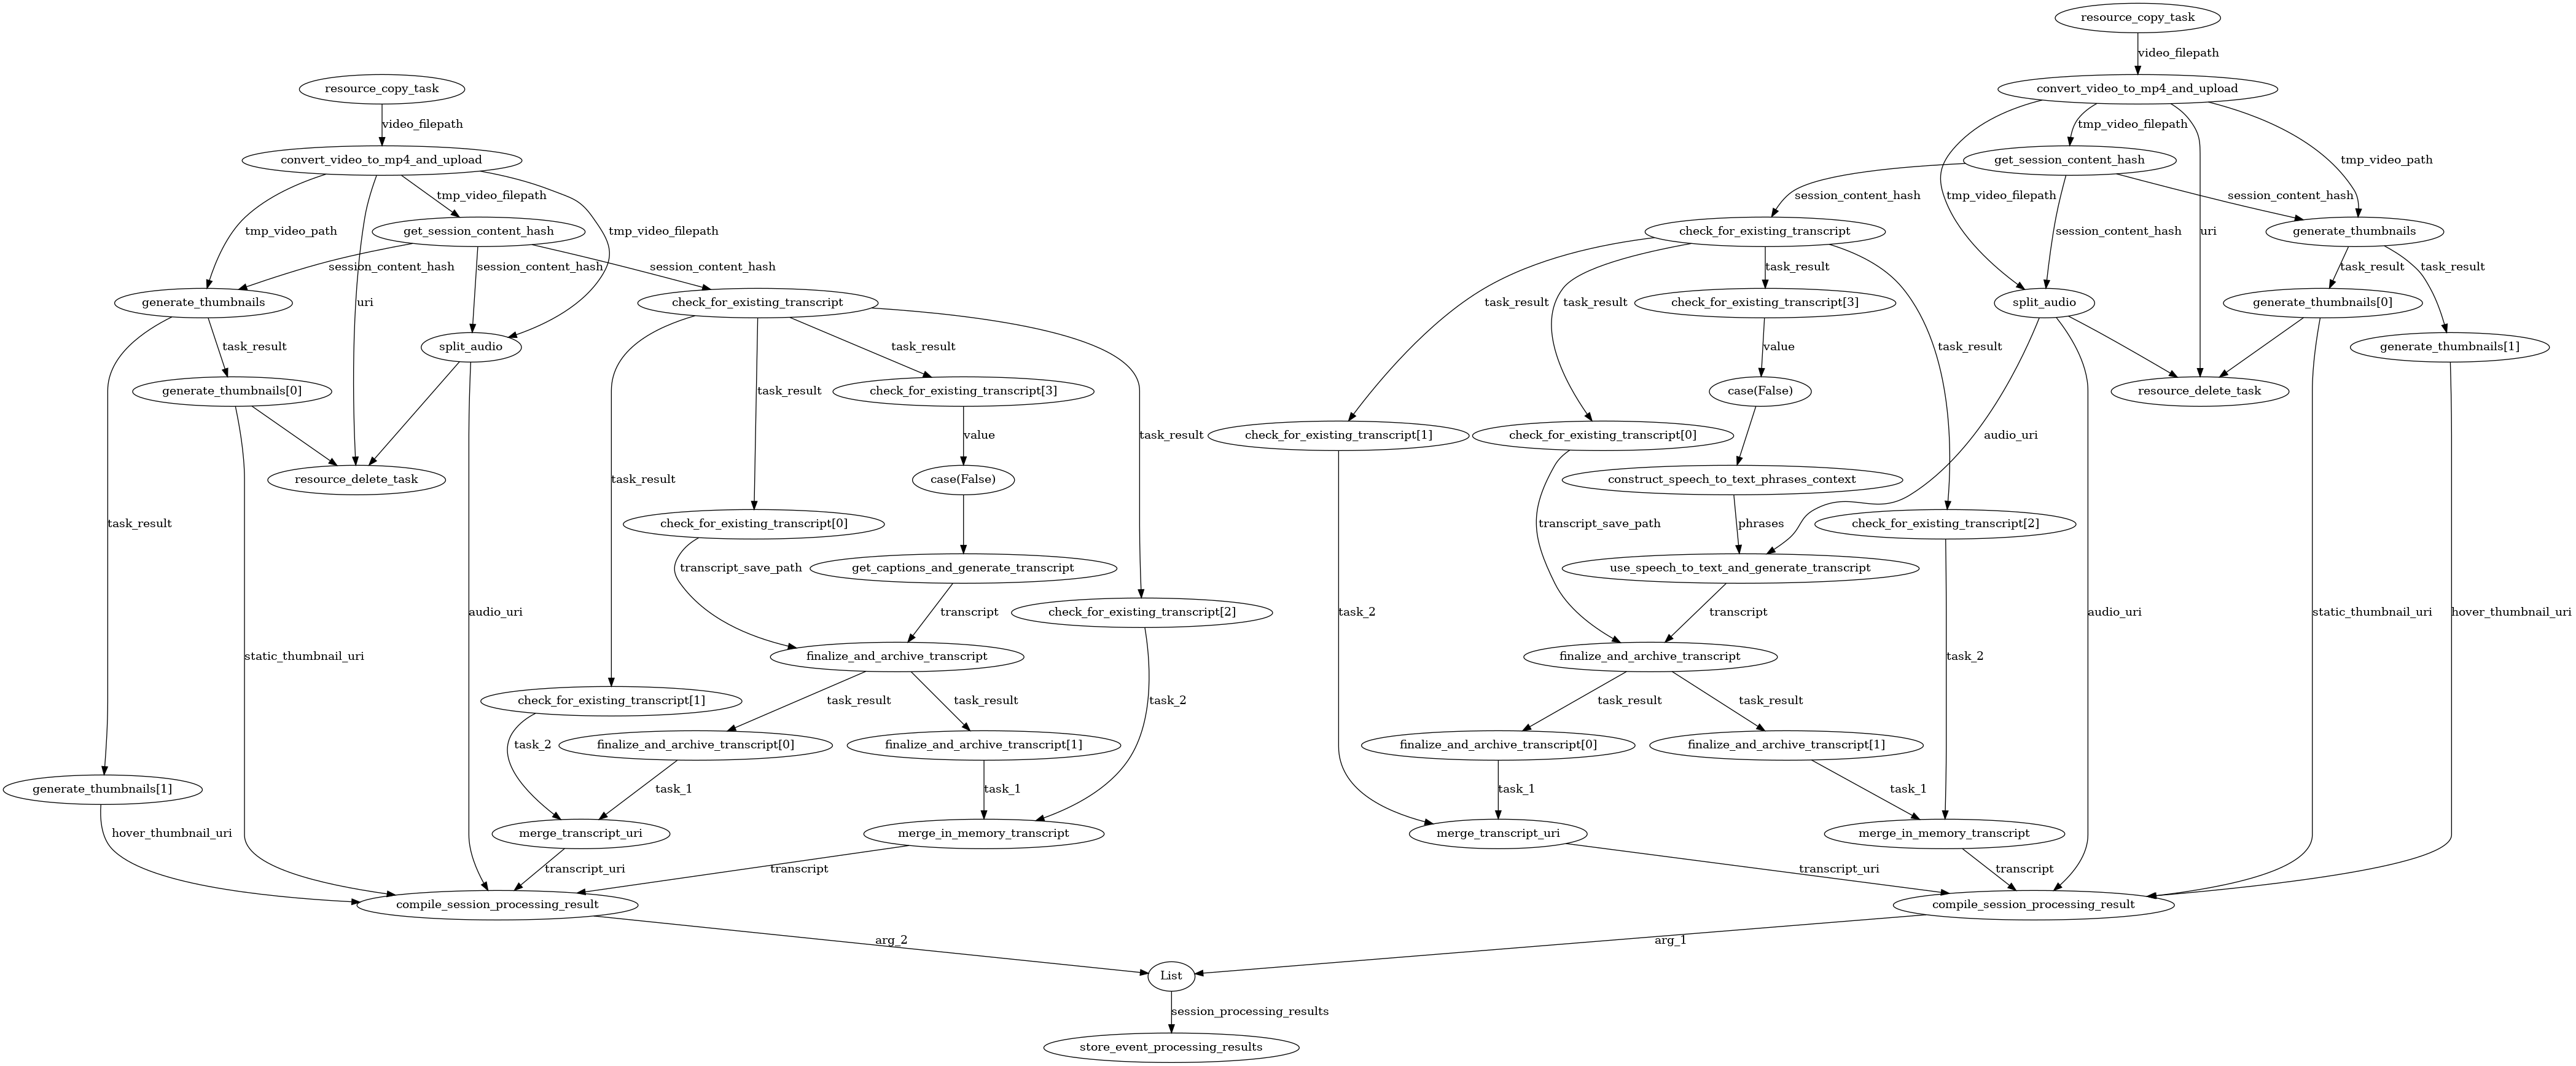 resource_copy_task
video_filepath
resource_copy_task
convert_video_to_mp4_and_upload
video_filepath
tmp_video_filepath
convert_video_to_mp4_and_upload
get_session_content_hash
tmp_video_path
tmp_video_filepath
session_content_hash
tmp_video_filepath
session_content_hash
tmp_video_path
get_session_content_hash
tmp_video_filepath
check_for_existing_transcript
session_content_hash
uri
generate_thumbnails
session_content_hash
session_content_hash
session_content_hash
task_result
task_result
task_result
generate_thumbnails
uri
check_for_existing_transcript
task_result
task_result
check_for_existing_transcript[3]
split_audio
generate_thumbnails[0]
task_result
split_audio
task_result
value
task_result
generate_thumbnails[1]
generate_thumbnails[0]
task_result
check_for_existing_transcript[3]
case(False)
resource_delete_task
value
task_result
check_for_existing_transcript[1]
check_for_existing_transcript[0]
audio_uri
resource_delete_task
task_result
case(False)
construct_speech_to_text_phrases_context
task_result
check_for_existing_transcript[0]
transcript_save_path
phrases
check_for_existing_transcript[2]
transcript_save_path
get_captions_and_generate_transcript
use_speech_to_text_and_generate_transcript
audio_uri
transcript
check_for_existing_transcript[2]
task_2
transcript
audio_uri
static_thumbnail_uri
hover_thumbnail_uri
static_thumbnail_uri
finalize_and_archive_transcript
finalize_and_archive_transcript
task_2
check_for_existing_transcript[1]
task_result
task_result
task_2
task_result
task_result
task_2
finalize_and_archive_transcript[0]
finalize_and_archive_transcript[1]
finalize_and_archive_transcript[0]
finalize_and_archive_transcript[1]
generate_thumbnails[1]
task_1
task_1
task_1
task_1
hover_thumbnail_uri
merge_transcript_uri
merge_in_memory_transcript
merge_transcript_uri
merge_in_memory_transcript
transcript_uri
transcript
transcript_uri
transcript
compile_session_processing_result
compile_session_processing_result
arg_2
arg_1
List
session_processing_results
store_event_processing_results